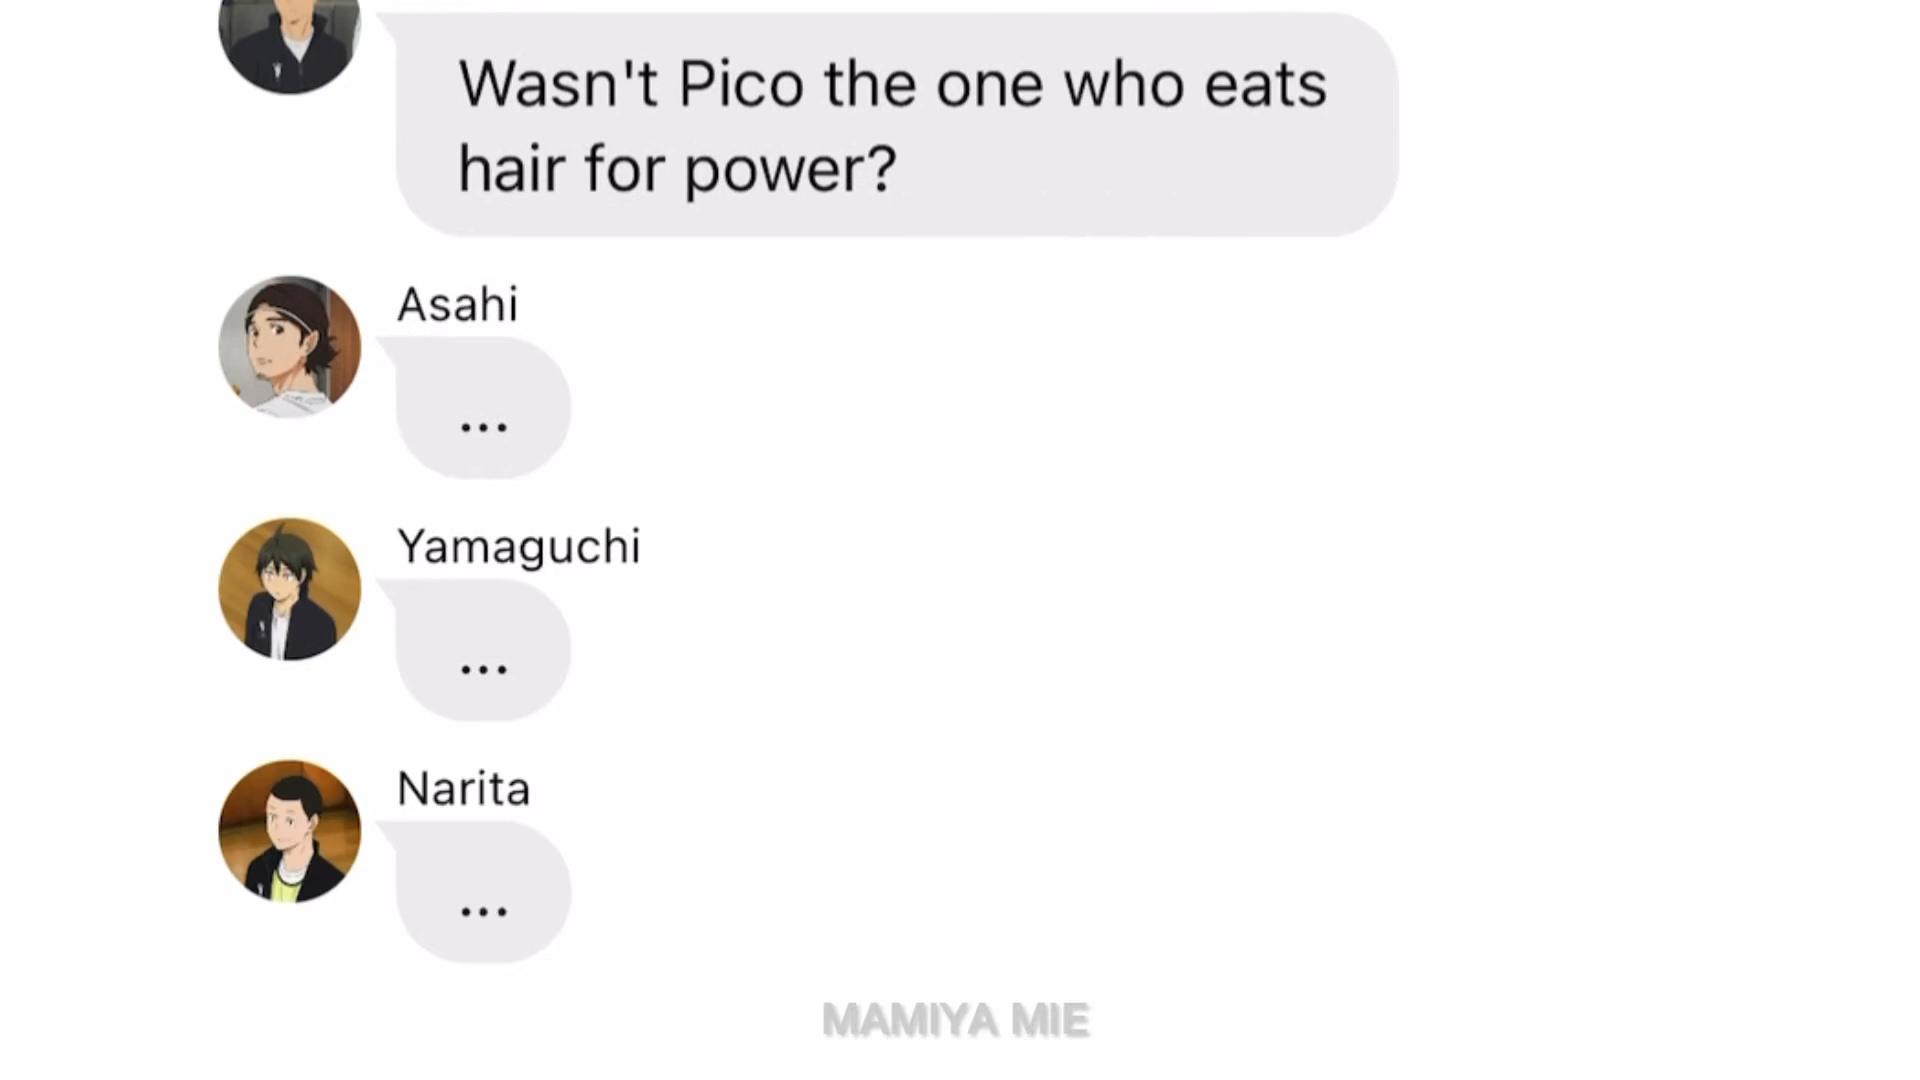 Wasn't Pico the one who eats
hair for power?
Asahi
...
Yamaguchi
...
Narita
...
MAMIYA MIE